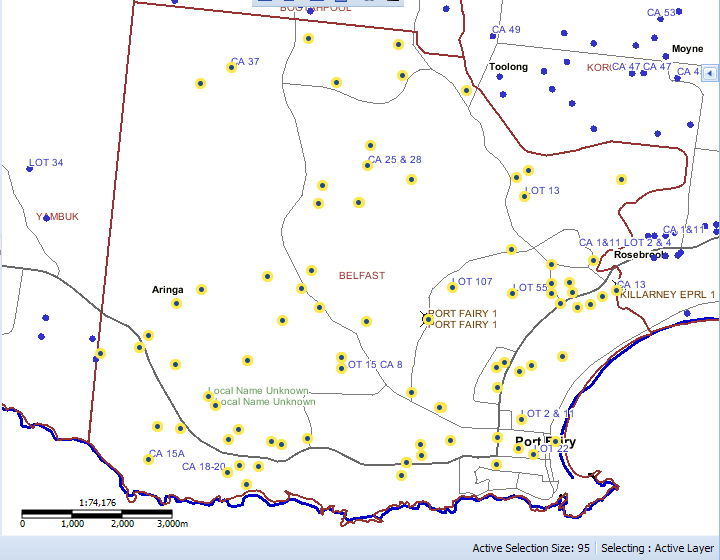 CA 53
CA 49
Moyne
CA 37
Toolong
CA 47
CA 47
LOT 34
CA 25 & 28
LOT 13
YAMBUK
CA 1&11
CA 1&11 LOT 2 & 4
Rosebrook
BELFAST
LOT 107
LOT 55
CA 13
Aringa
KILLARNEY EPRL 1
PORT FAIRY 1
PORT FAIRY 1
OT 15 CA 8
Local Name Unknown
Local Name Unknown
LOT 2 & 11
Port Fairy
LOT 22
CA 15A
CA 18-20
1:74,176
0 1,000 2,000 3,000m
Active Selection Size: 95 Selecting : Active Layer